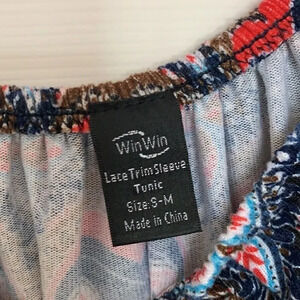 WinWin
LaceTrimSleeve
Tunic
Size:S-M
Made in China